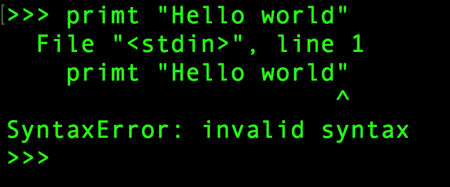 [>>> primt "Hello world"
  File "<stdin>", line 1
    primt "Hello world"
                      ^
SyntaxError: invalid syntax
>>>